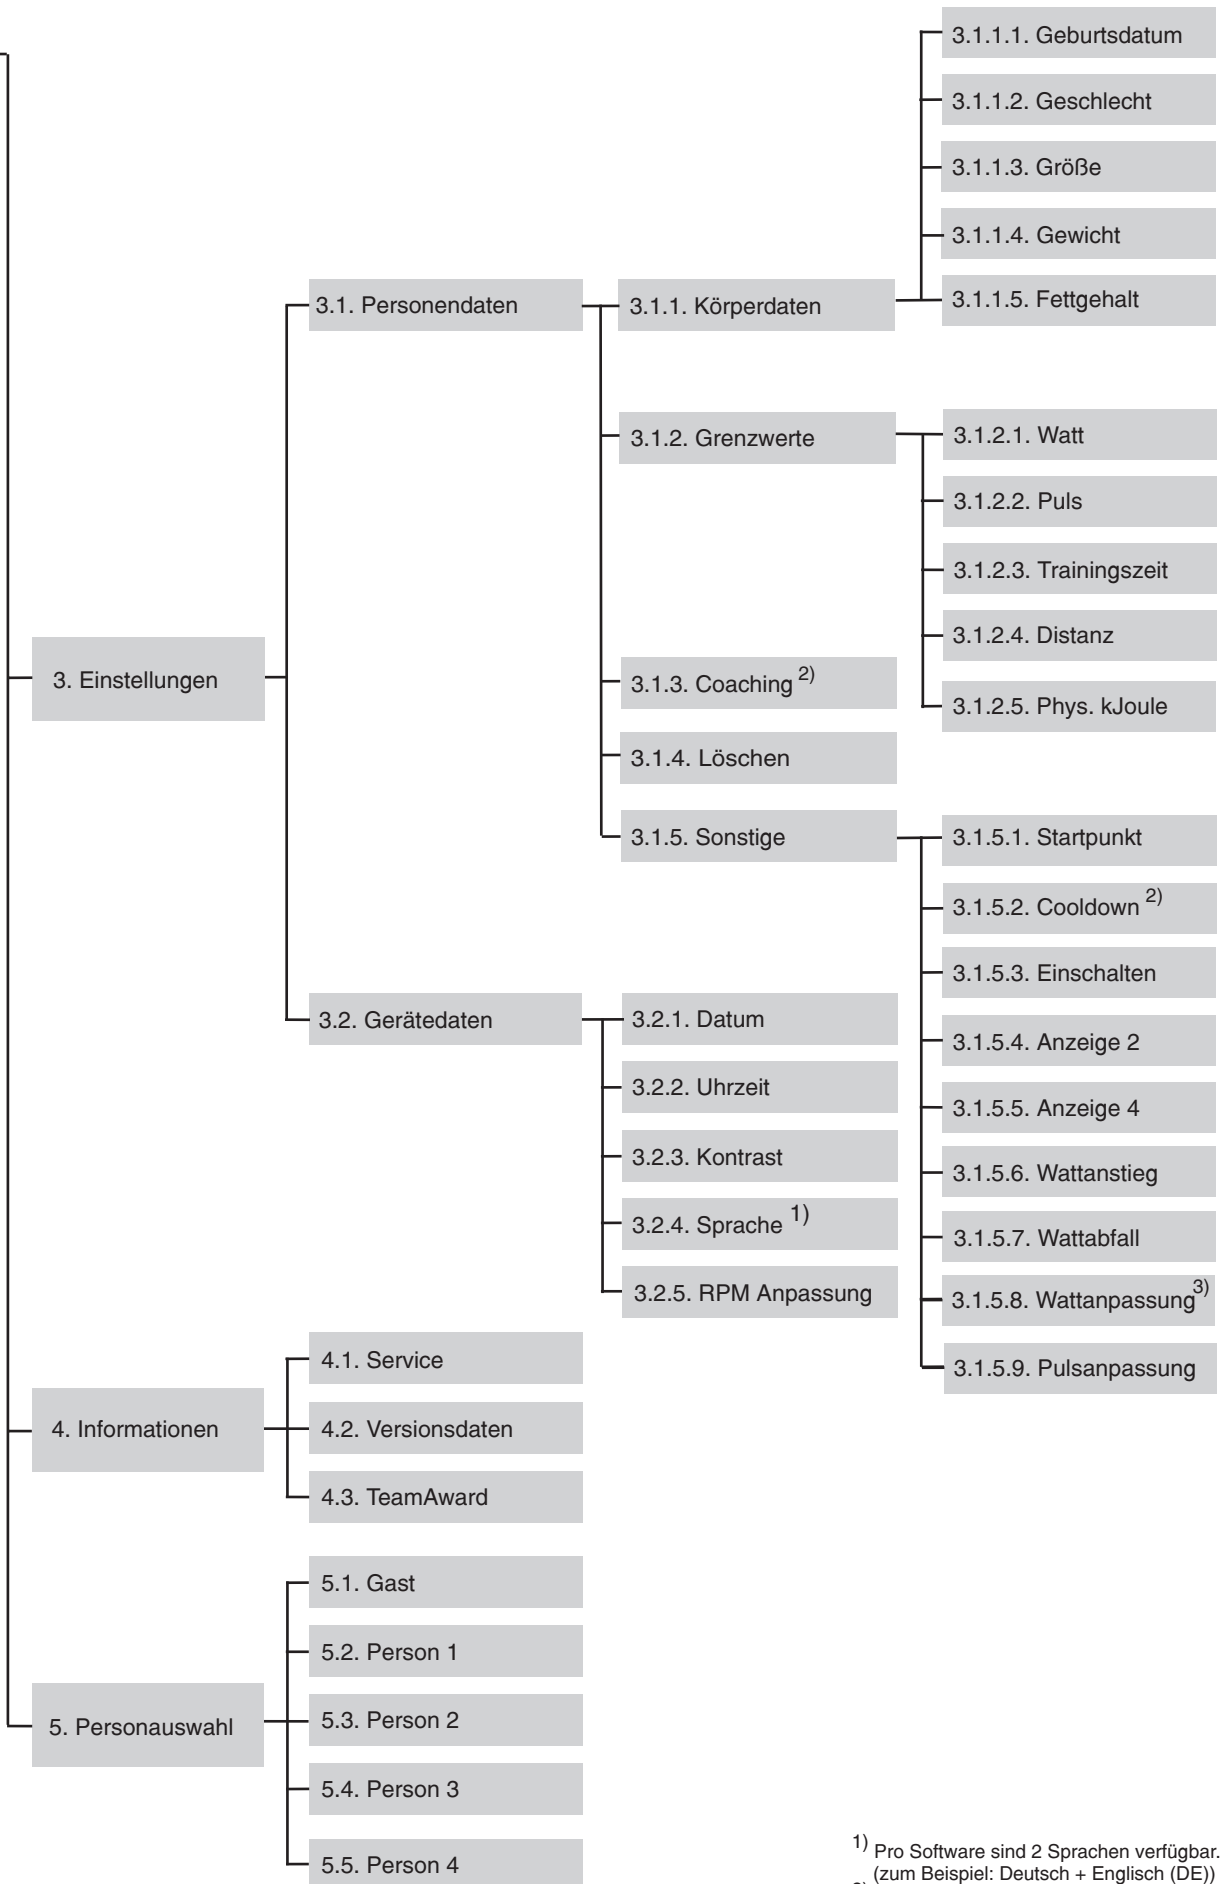 3. Einstellungen
3.1. Personendaten
3.1.1. Körperdaten
3.1.1.1. Geburtsdatum
3.1.1.2. Geschlecht
3.1.1.3. Größe
3.1.1.4. Gewicht
3.1.1.5. Fettgehalt
3.1.2. Grenzwerte
3.1.2.1. Watt
3.1.2.2. Puls
3.1.2.3. Trainingszeit
3.1.2.4. Distanz
3.1.2.5. Phys. kJoule
3.1.3. Coaching 2)
3.1.4. Löschen
3.1.5. Sonstige
3.1.5.1. Startpunkt
3.1.5.2. Cooldown 2)
3.1.5.3. Einschalten
3.1.5.4. Anzeige 2
3.1.5.5. Anzeige 4
3.1.5.6. Wattanstieg
3.1.5.7. Wattabfall
3.1.5.8. Wattanpassung3)
3.1.5.9. Pulsanpassung
3.2. Gerätedaten
3.2.1. Datum
3.2.2. Uhrzeit
3.2.3. Kontrast
3.2.4. Sprache 1)
3.2.5. RPM Anpassung
4. Informationen
4.1. Service
4.2. Versionsdaten
4.3. TeamAward
5. Personauswahl
5.1. Gast
5.2. Person 1
5.3. Person 2
5.4. Person 3
5.5. Person 4
1) Pro Software sind 2 Sprachen verfügbar.
(zum Beispiel: Deutsch + Englisch (DE))